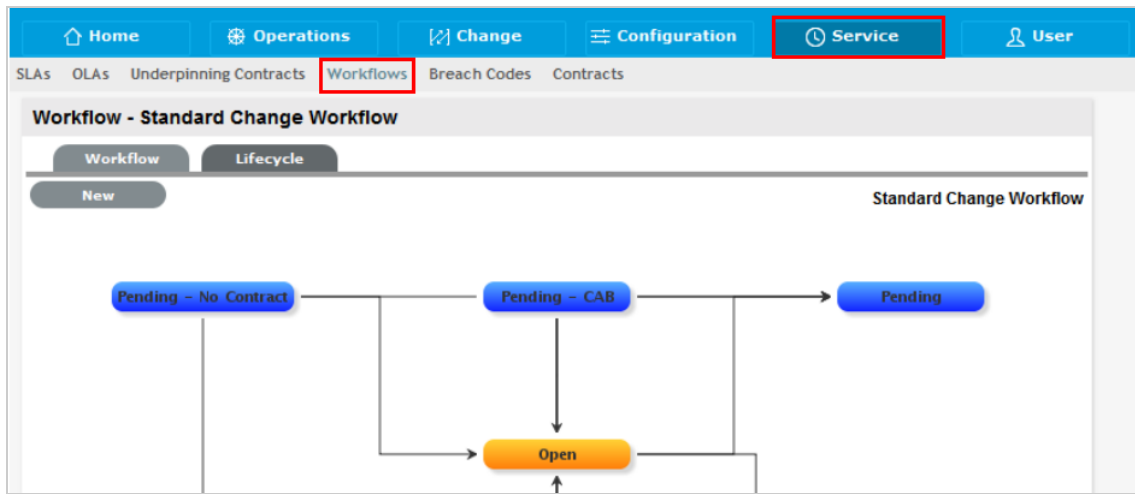 Home Operations Change Configuration Service User
SLAs OLAs Underpinning Contracts Workflows Breach Codes Contracts
Workflow - Standard Change Workflow
Workflow Lifecycle
New Standard Change Workflow
Pending - No Contract Pending - CAB Pending
Open